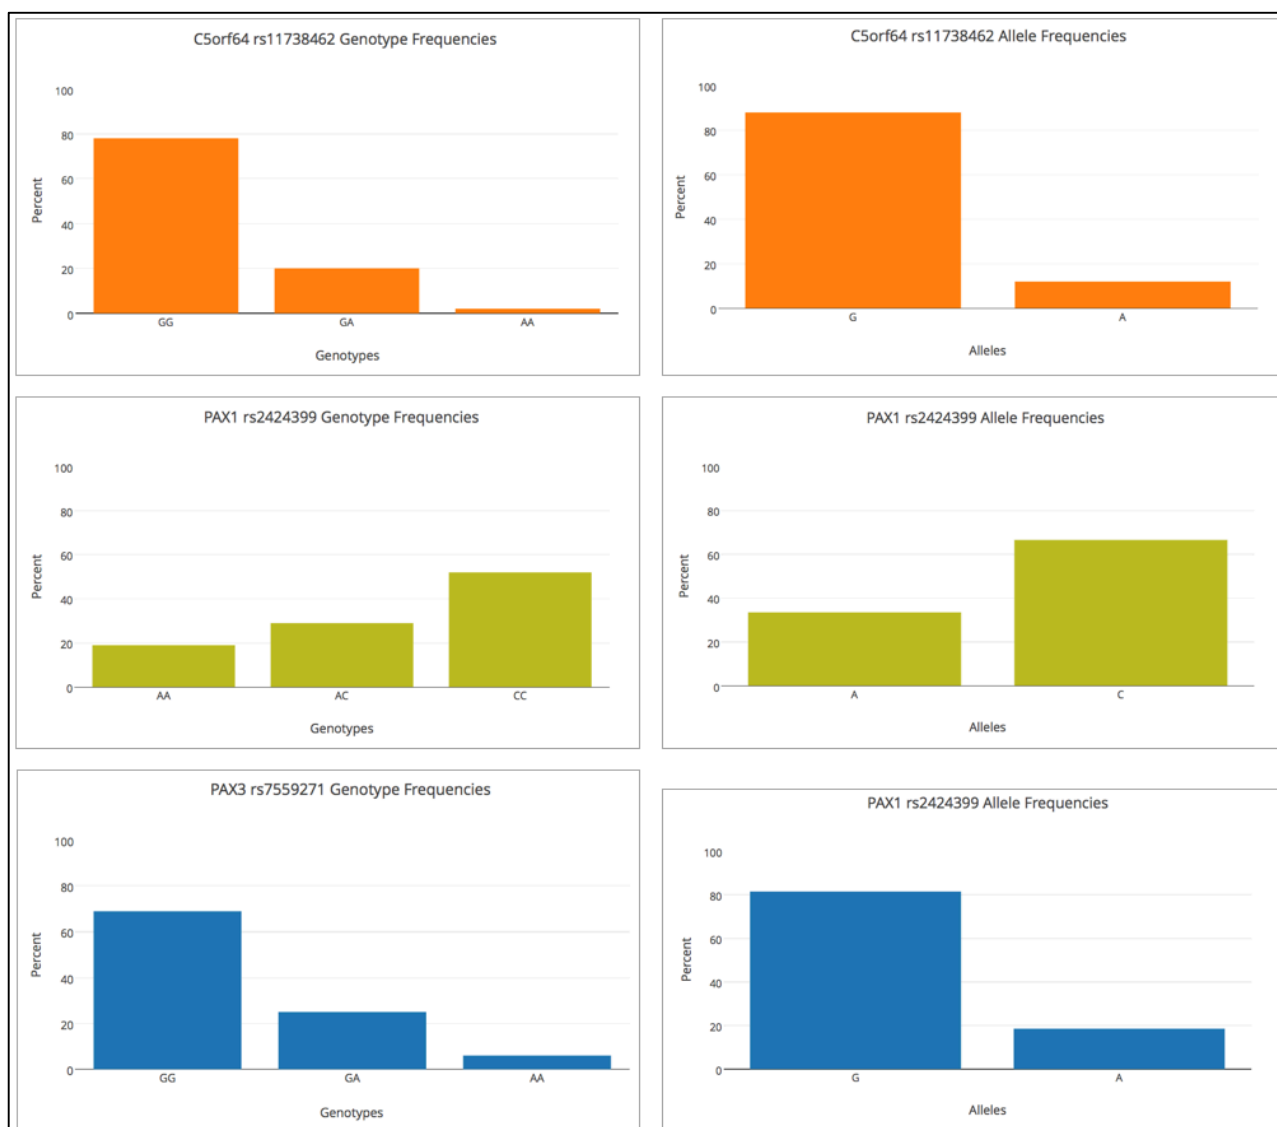 C5orf64 rs11738462 Genotype Frequencies
100
80
60
40
20
0
Percent
GG GA AA
Genotypes
C5orf64 rs11738462 Allele Frequencies
100
80
60
40
20
0
Percent
G A
Alleles
PAX1 rs2424399 Genotype Frequencies
100
80
60
40
20
0
Percent
AA AC CC
Genotypes
PAX1 rs2424399 Allele Frequencies
100
80
60
40
20
0
Percent
A C
Alleles
PAX3 rs7559271 Genotype Frequencies
100
80
60
40
20
0
Percent
GG GA AA
Genotypes
PAX1 rs2424399 Allele Frequencies
100
80
60
40
20
0
Percent
G A
Alleles